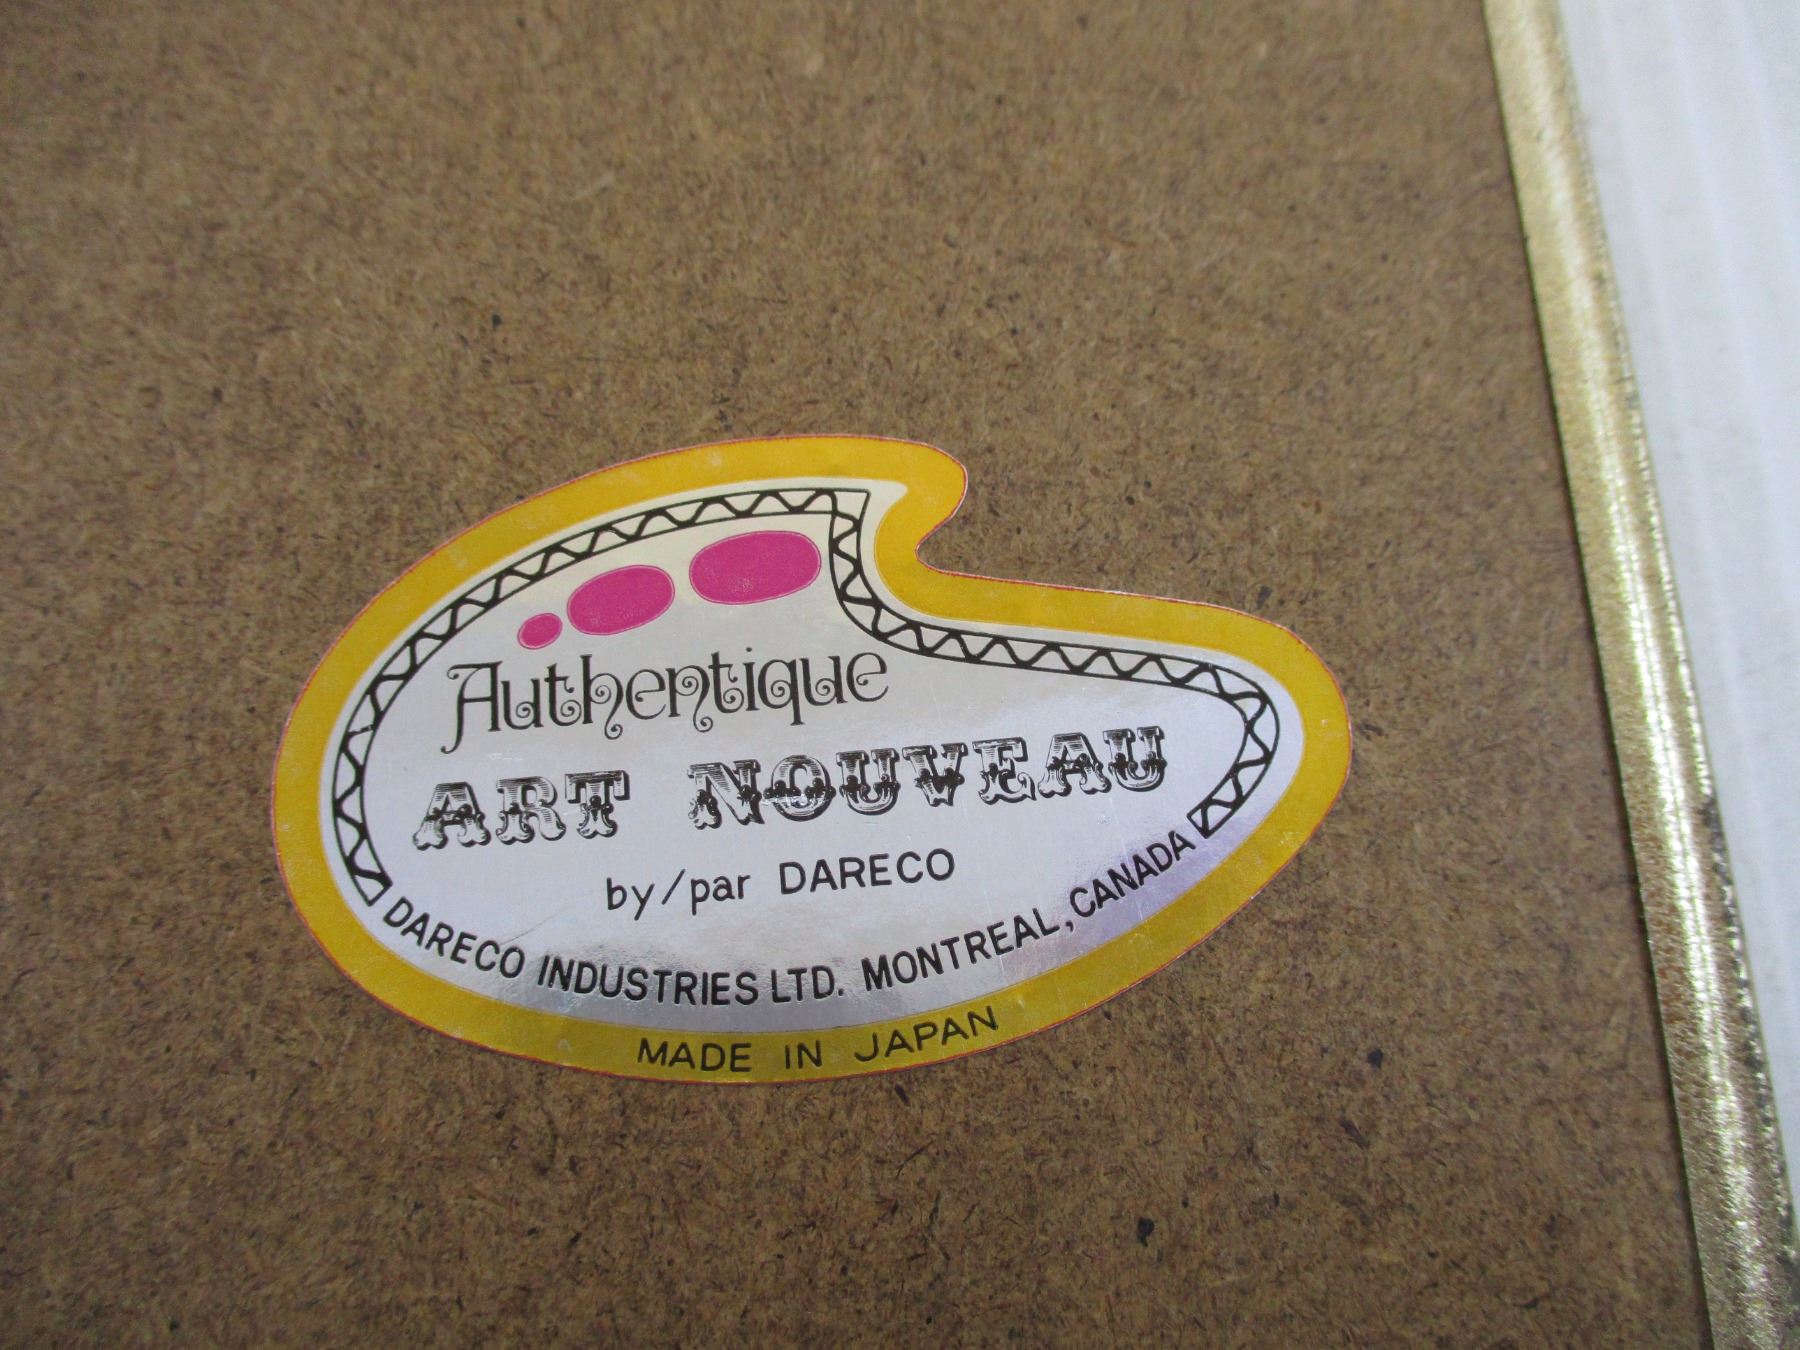 Authentique
ART NOUVEAU
by/par DARECO
DARECO INDUSTRIES LTD. MONTREAL, CANADA
MADE IN JAPAN